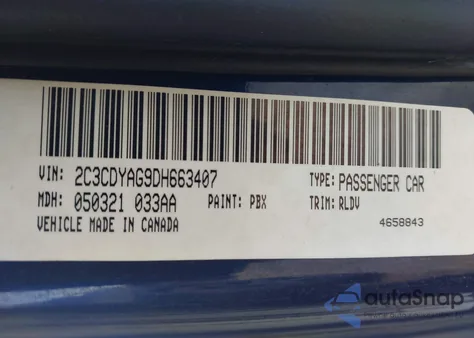 VIN: 2C3CDYAG9DH663407 TYPE: PASSENGER CAR
MDH: 050321 033AA PAINT: PBX TRIM: RLDV
VEHICLE MADE IN CANADA 4658843
autoSnap